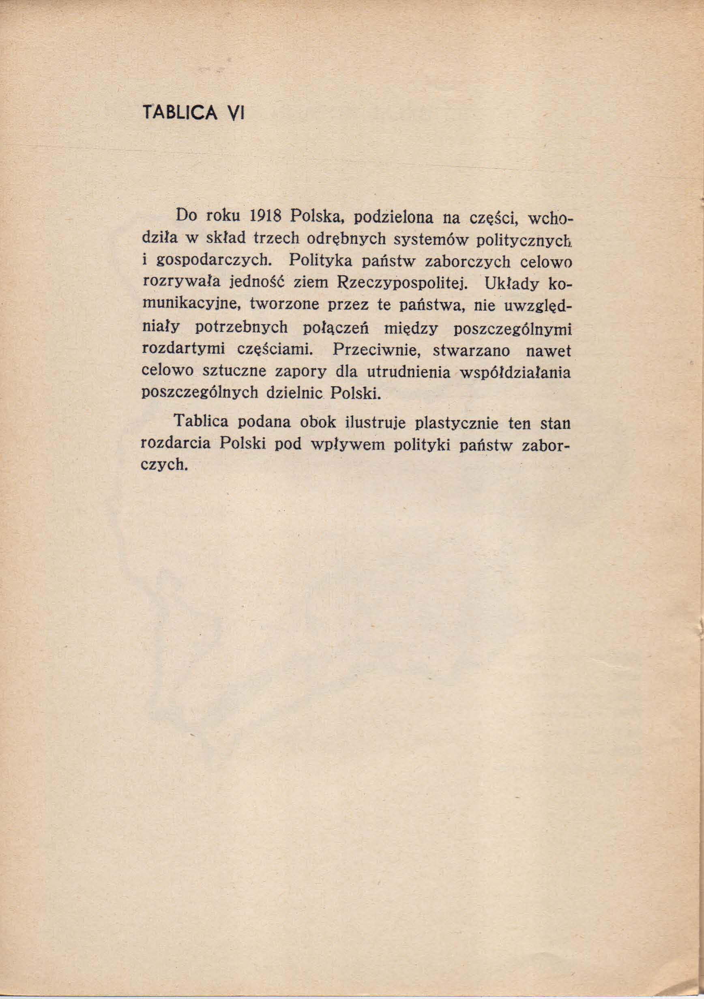 TABLICA VI
Do roku 1918 Polska, podzielona na części, wcho-
dziła w skład trzech odrębnych systemów politycznych
i gospodarczych. Polityka państw zaborczych celowo
rozrywała jedność ziem Rzeczypospolitej. Układy ko-
munikacyjne, tworzone przez te państwa, nie uwzględ-
niały potrzebnych połączeń między poszczególnymi
rozdartymi częściami. Przeciwnie, stwarzano nawet
celowo sztuczne zapory dla utrudnienia współdziałania
poszczególnych dzielnic Polski.
Tablica podana obok ilustruje plastycznie ten stan
rozdarcia Polski pod wpływem polityki państw zabor-
czych.